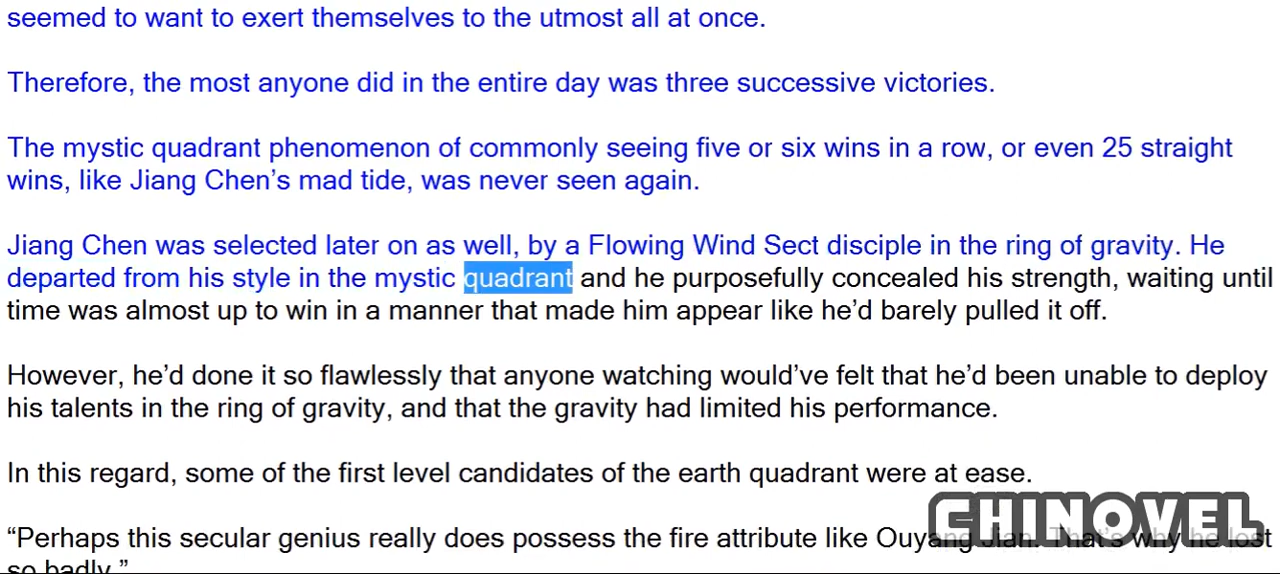 seemed to want to exert themselves to the utmost all at once.
Therefore, the most anyone did in the entire day was three successive victories.
The mystic quadrant phenomenon of commonly seeing five or six wins in a row, or even 25 straight
wins, like Jiang Chen’s mad tide, was never seen again.
Jiang Chen was selected later on as well, by a Flowing Wind Sect disciple in the ring of gravity. He
departed from his style in the mystic quadrant and he purposefully concealed his strength, waiting until
time was almost up to win in a manner that made him appear like he’d barely pulled it off.
However, he’d done it so flawlessly that anyone watching would’ve felt that he’d been unable to deploy
his talents in the ring of gravity, and that the gravity had limited his performance.
In this regard, some of the first level candidates of the earth quadrant were at ease.
“Perhaps this secular genius really does possess the fire attribute like Ouyang Jian. That’s why he lost
so badly.”
CHINOVEL